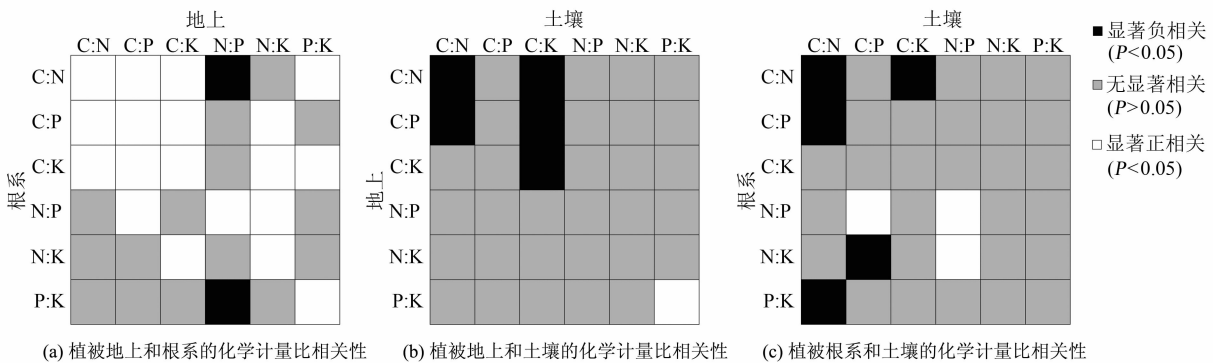 地上
C:N C:P C:K N:P N:K P:K
根系
C:N
C:P
C:K
N:P
N:K
P:K
(a) 植被地上和根系的化学计量比相关性
土壤
C:N C:P C:K N:P N:K P:K
地上
C:N
C:P
C:K
N:P
N:K
P:K
(b) 植被地上和土壤的化学计量比相关性
土壤
C:N C:P C:K N:P N:K P:K
根系
C:N
C:P
C:K
N:P
N:K
P:K
(c) 植被根系和土壤的化学计量比相关性
显著负相关
(P<0.05)
无显著相关
(P>0.05)
显著正相关
(P<0.05)